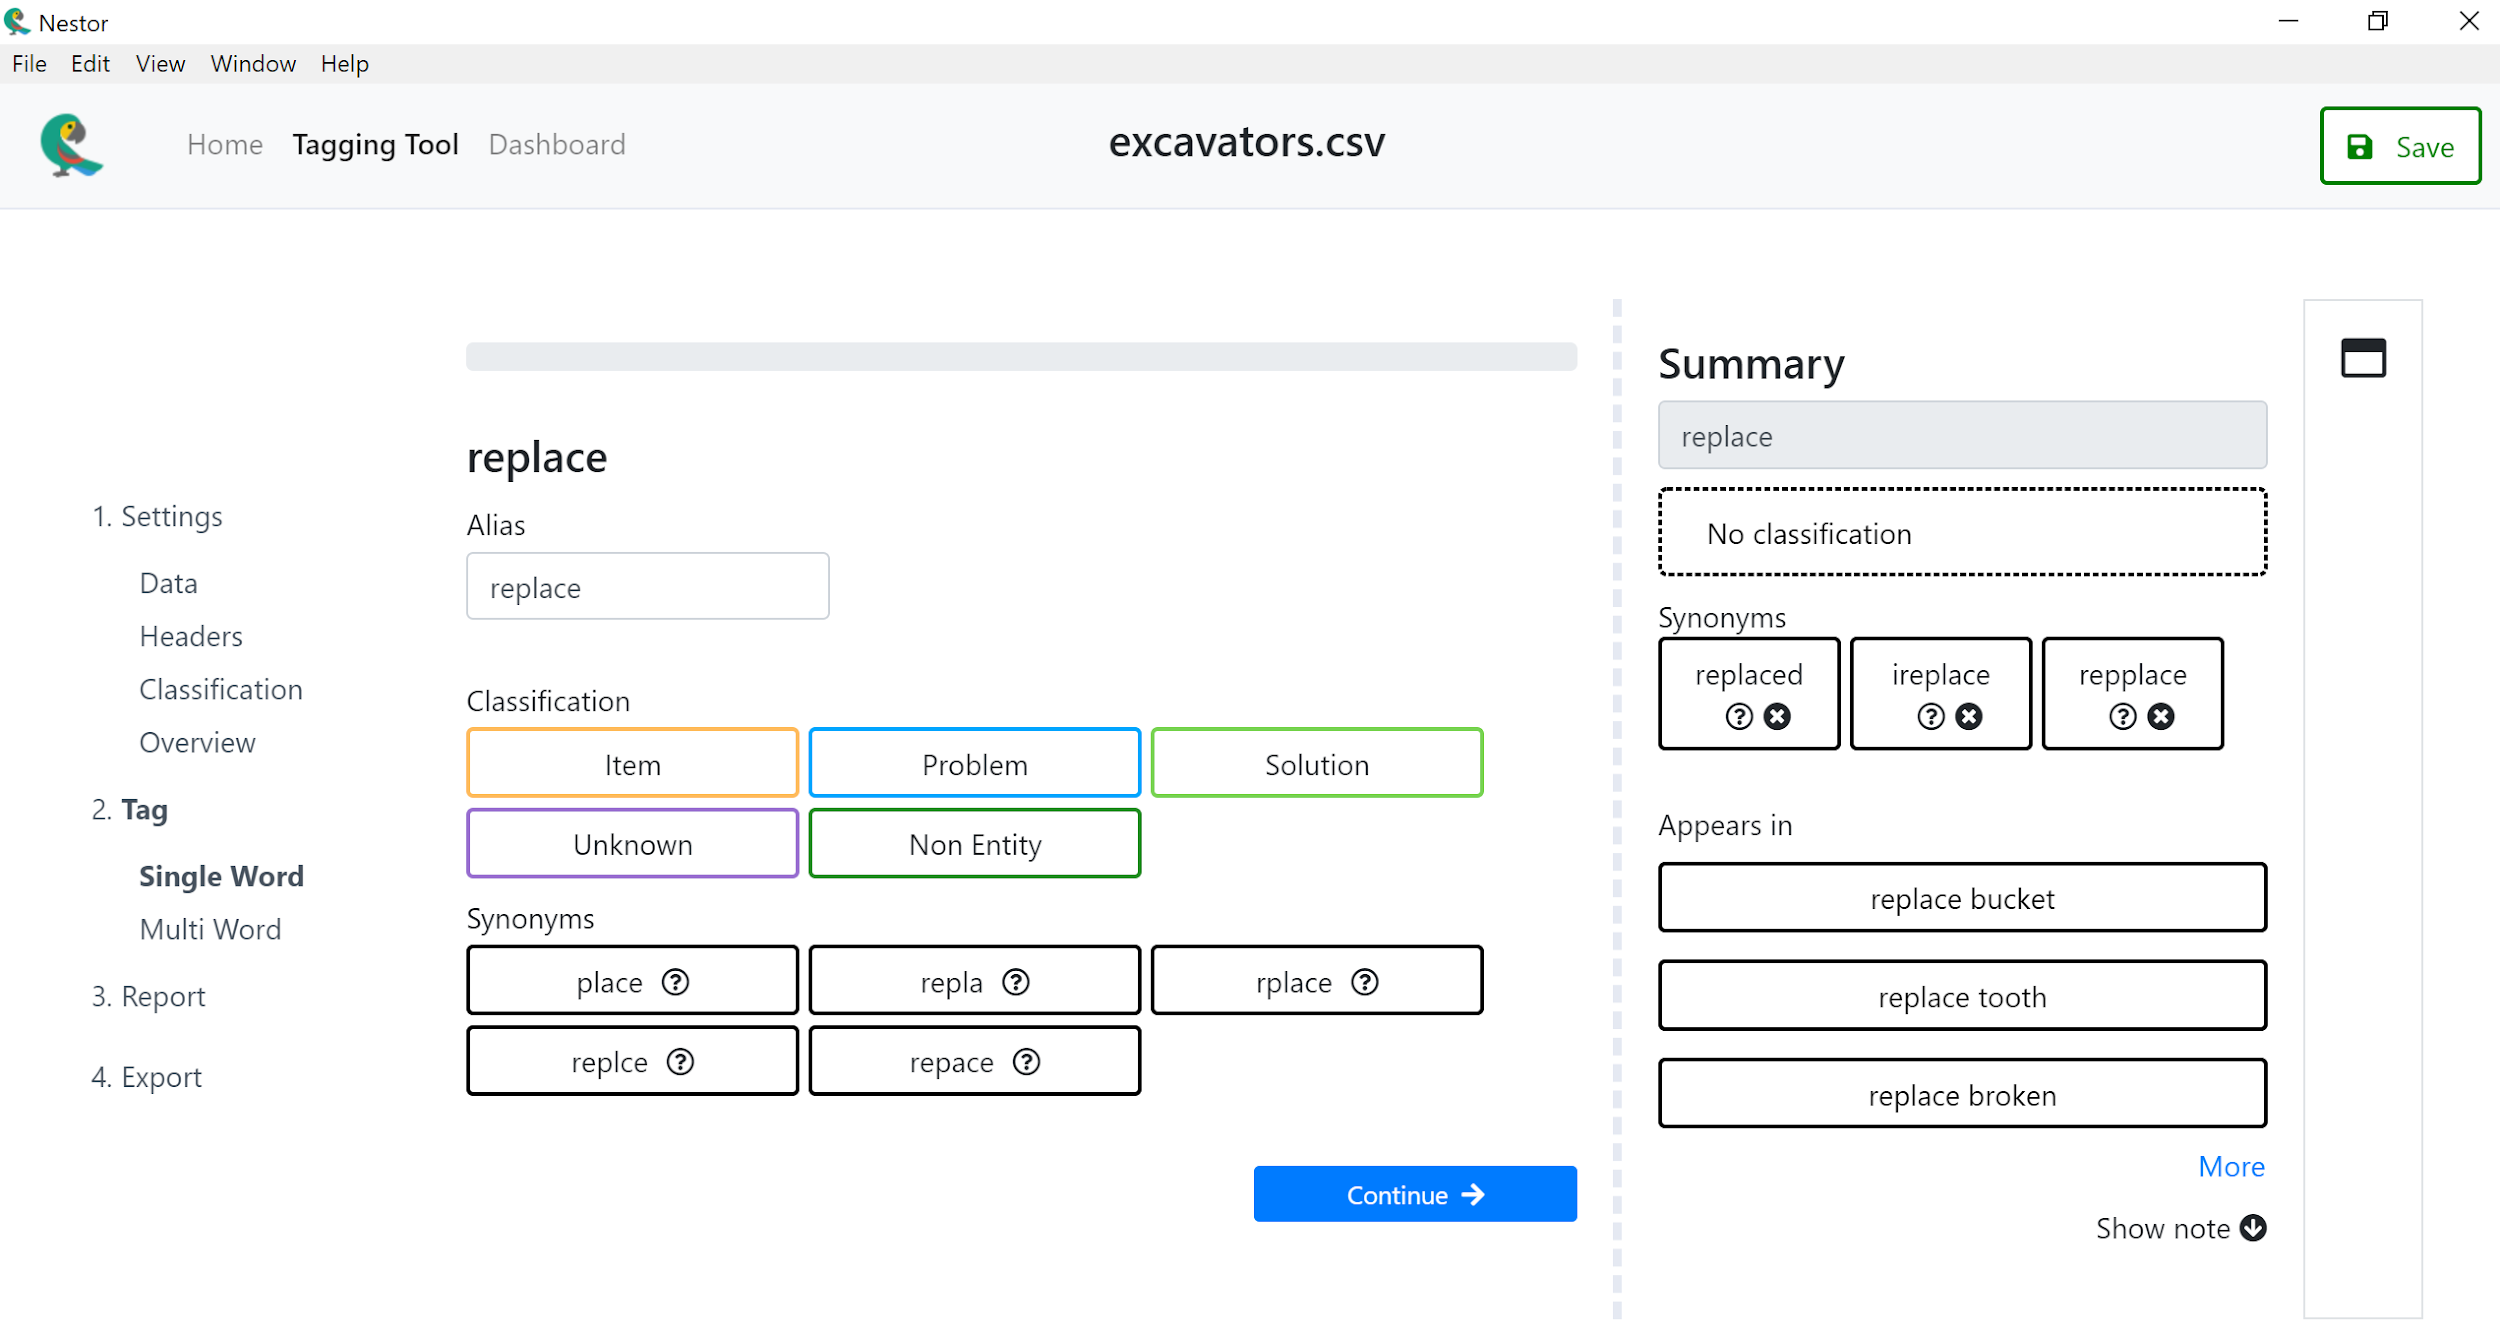 Nestor
File Edit View Window Help
Home Tagging Tool Dashboard
excavators.csv
Save
1. Settings
Data
Headers
Classification
Overview
2. Tag
Single Word
Multi Word
3. Report
4. Export
replace
Alias
replace
Classification
Item Problem Solution
Unknown Non Entity
Synonyms
place repla rplace
replce repace
Continue
Summary
replace
No classification
Synonyms
replaced ireplace repplace
Appears in
replace bucket
replace tooth
replace broken
More
Show note